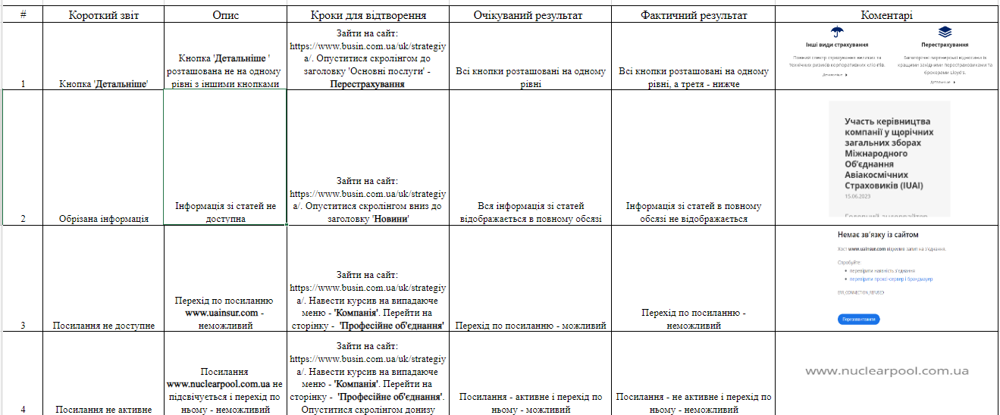 # Короткий звіт Опис Кроки для відтворення Очікуваний результат Фактичний результат Коментарі
1
Кнопка 'Детальніше'
Кнопка 'Детальніше '
розташована не на одному
рівні з іншими кнопками
Зайти на сайт:
https://www.busin.com.ua/uk/strategiy
a/. Опуститися скролінгом до
заголовку 'Основні послуги' -
Перестрахування
Всі кнопки розташовані на одному
рівні
Всі кнопки розташовані на одному
рівні, а третя - нижче
Інші види страхування
Повний спектр страхування великих та
технічних ризиків корпоративних клієнтів.
Детальніше
Перестрахування
Багаторічні партнерські відносини із
кращими західними перестраховиками та
брокерами Lloyd's.
Детальніше
2
Обрізана інформація
Інформація зі статей не
доступна
Зайти на сайт:
https://www.busin.com.ua/uk/strategiy
a/. Опуститися скролінгом вниз до
заголовку 'Новини'
Вся інформація зі статей
відображається в повному обсязі
Інформація зі статей в повному
обсязі не відображається
Участь керівництва
компанії у щорічних
загальних зборах
Міжнародного
Об'єднання
Авіакосмічних
Страховиків (IUAI)
15.06.2023
Головний андеррайтер
3
Посилання не доступне
Перехід по посиланню
www.uainsur.com -
неможливий
Зайти на сайт:
https://www.busin.com.ua/uk/strategiy
a/. Навести курсив на випадаюче
меню - 'Компанія'. Перейти на
сторінку - 'Професійне об'єднання'
Перехід по посиланню - можливий
Перехід по посиланню -
неможливий
Немає зв'язку із сайтом
Хост www.uainsur.com відхилив запит на з'єднання.
Спробуйте:
перевірити наявність з'єднання
перевірити проксі-сервер і брандмауер
ERR_CONNECTION_REFUSED
Перезавантажити
4
Посилання не активне
Посилання
www.nuclearpool.com.ua не
підсвічується і перехід по
ньому - неможливий
Зайти на сайт:
https://www.busin.com.ua/uk/strategiy
a/. Навести курсив на випадаюче
меню - 'Компанія'. Перейти на
сторінку - 'Професійне об'єднання'.
Опуститися скролінгом донизу
Посилання - активне і перехід по
ньому - можливий
Посилання - не активне і перехід по
ньому - неможливий
www.nuclearpool.com.ua